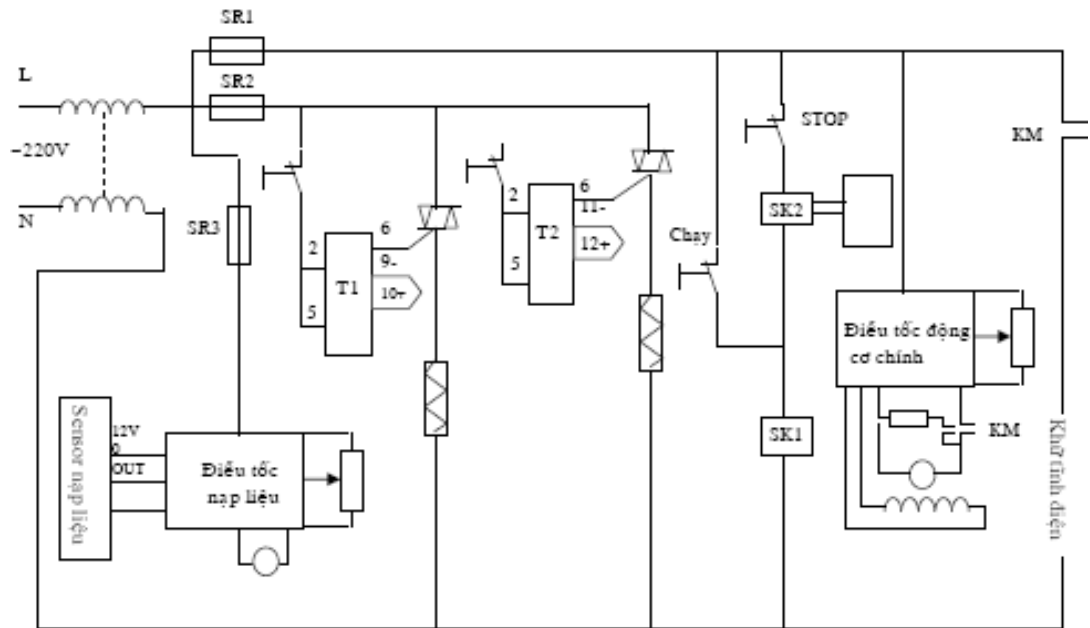 SR1
L
SR2
~220V
N
SR3
STOP
KM
SK2
Chạy
2
6
9-
10+
T1
5
2
6
11-
12+
T2
5
Điều tốc động
cơ chính
SK1
KM
Sensor nạp liệu
12V
0
OUT
Điều tốc
nạp liệu
Khử tĩnh điện